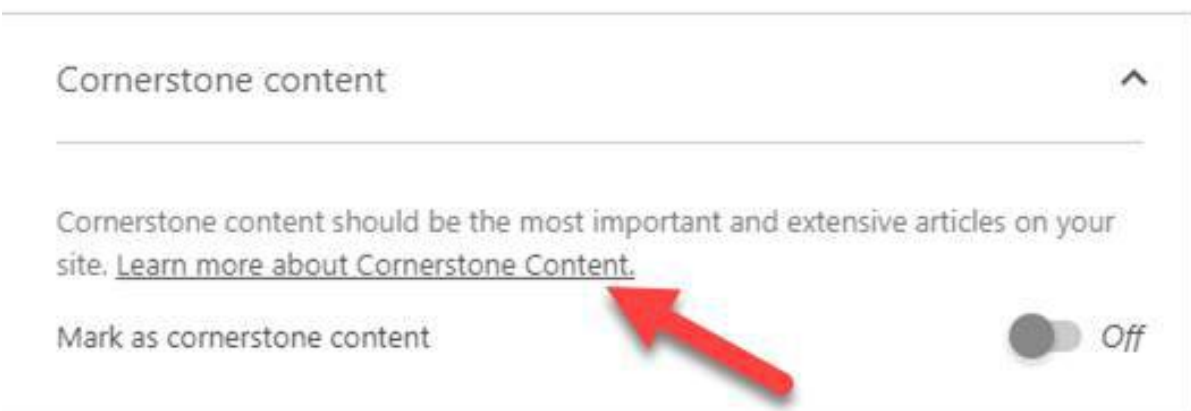 Cornerstone content
Cornerstone content should be the most important and extensive articles on your
site. Learn more about Cornerstone Content.
Mark as cornerstone content
Off